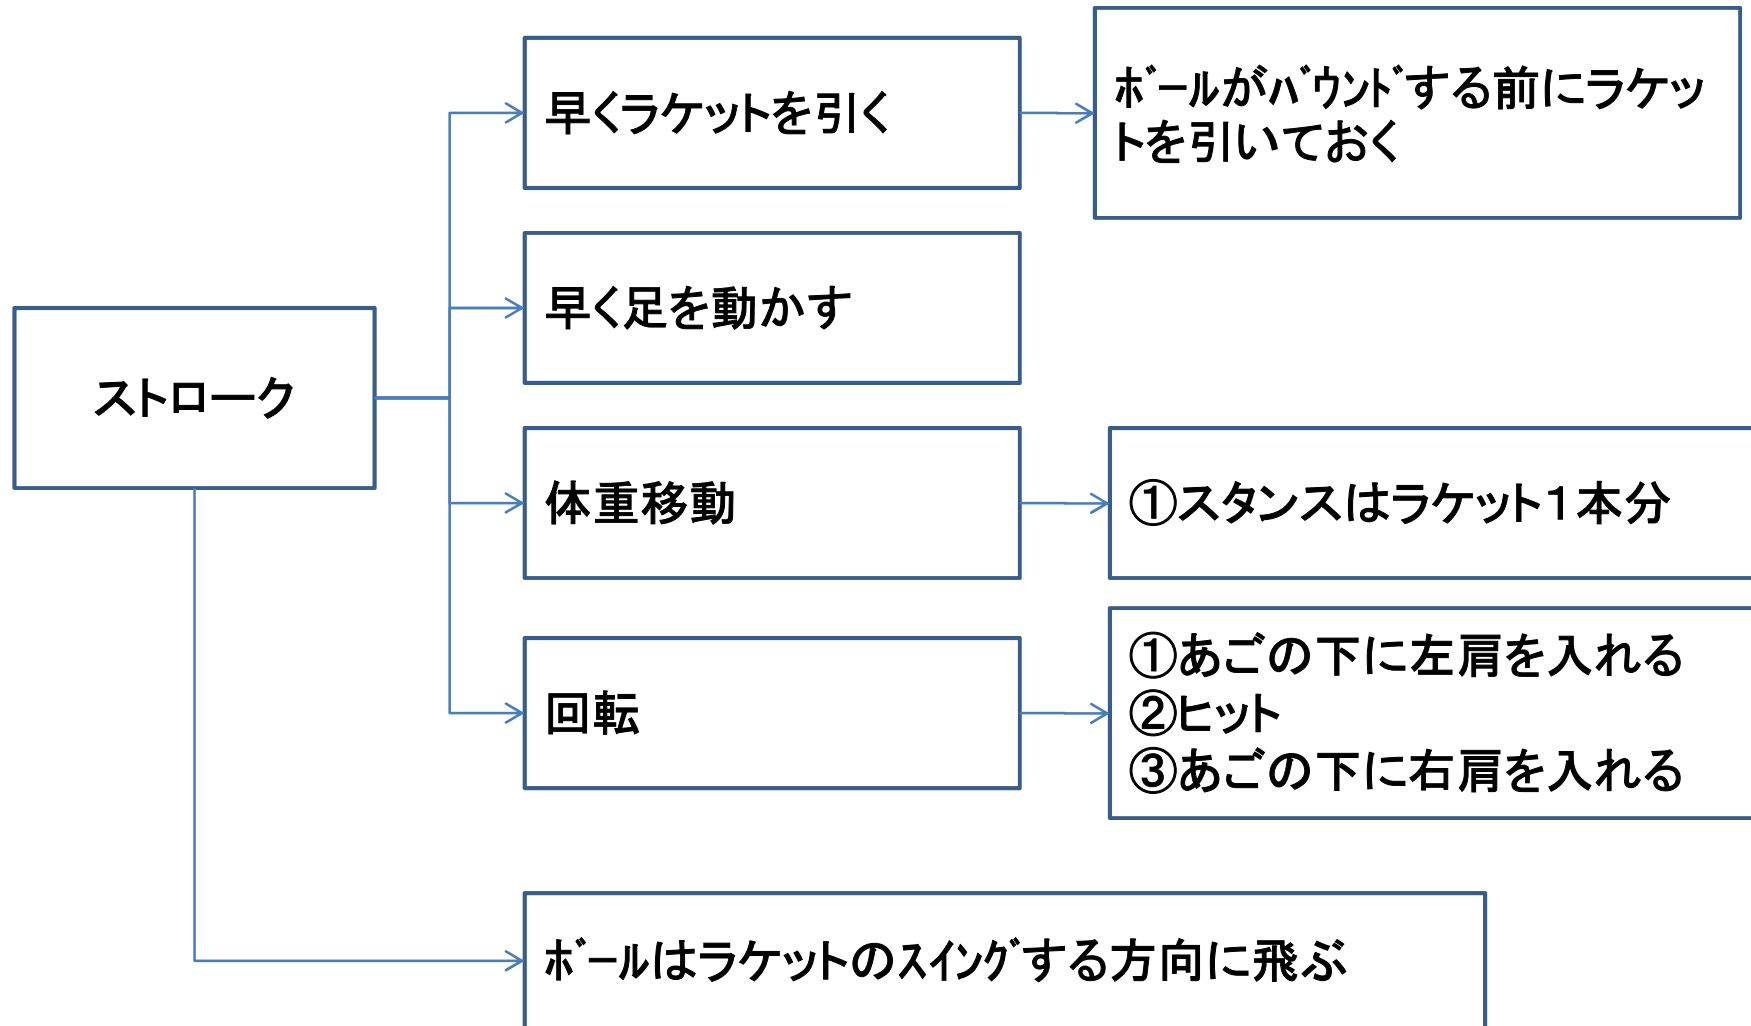 早くラケットを引く
ﾎﾞｰﾙがﾊﾞｳﾝﾄﾞする前にラケッ
トを引いておく
早く足を動かす
ストローク
体重移動
①スタンスはラケット１本分
回転
①あごの下に左肩を入れる
②ヒット
③あごの下に右肩を入れる
ﾎﾞｰﾙはラケットのｽｲﾝｸﾞする方向に飛ぶ